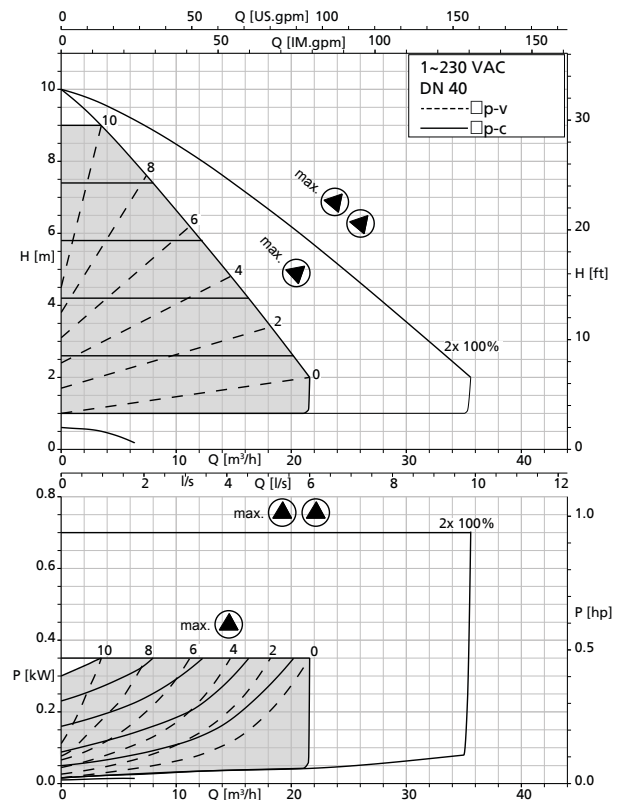 Q [US.gpm]
0 50 100 150
Q [IM.gpm]
0 50 100 150
1~230 VAC
DN 40
□p-v
□p-c
10
8
6
4
2
0
H [m]
30
20
10
0
H [ft]
10
8
6
4
2
0
max.
max.
2x 100%
0 10 20 30 40
Q [m³/h]
0 2 l/s 4 Q [l/s] 6 8 10 12
0.8
0.6
0.4
P [kW]
0.2
0.0
1.0
P [hp]
0.5
0.0
max.
2x 100%
max.
10 8 6 4 2 0
0 10 20 30 40
Q [m³/h]